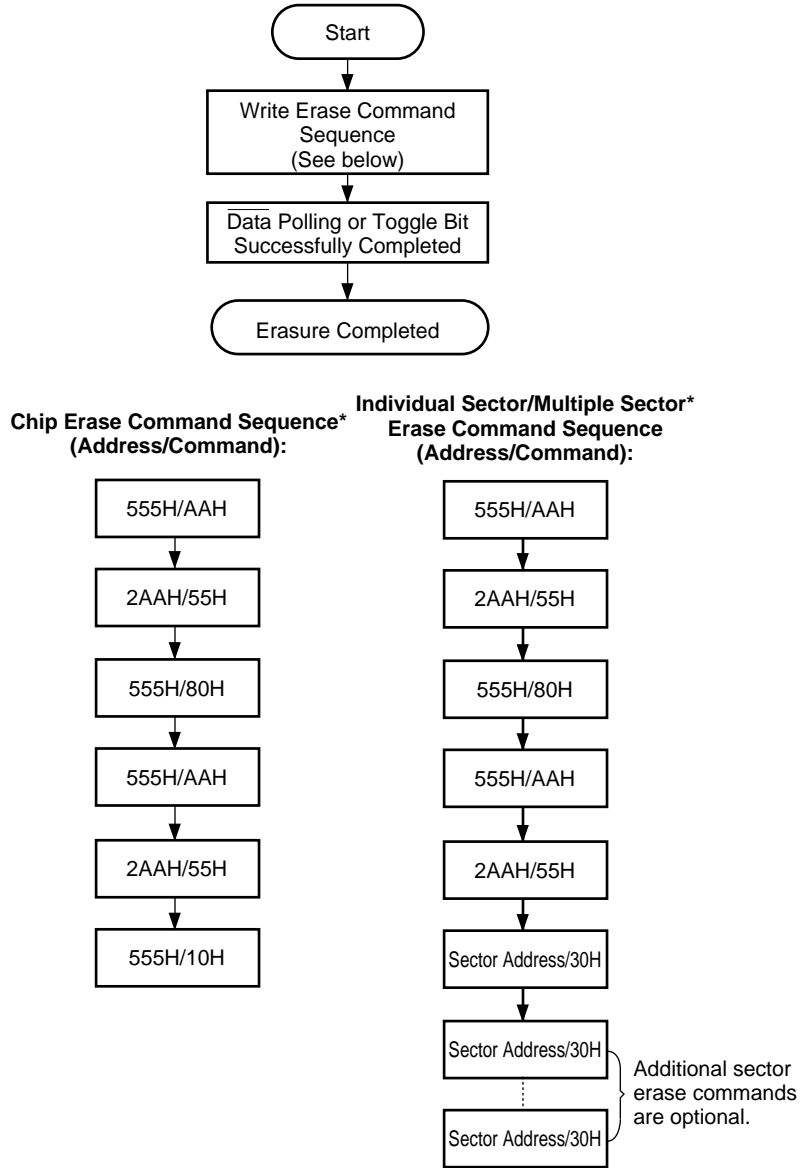 Start
Write Erase Command
Sequence
(See below)
Data Polling or Toggle Bit
Successfully Completed
Erasure Completed
Chip Erase Command Sequence*
(Address/Command):
555H/AAH
2AAH/55H
555H/80H
555H/AAH
2AAH/55H
555H/10H
Individual Sector/Multiple Sector*
Erase Command Sequence
(Address/Command):
555H/AAH
2AAH/55H
555H/80H
555H/AAH
2AAH/55H
Sector Address/30H
Sector Address/30H
Sector Address/30H
Additional sector
erase commands
are optional.